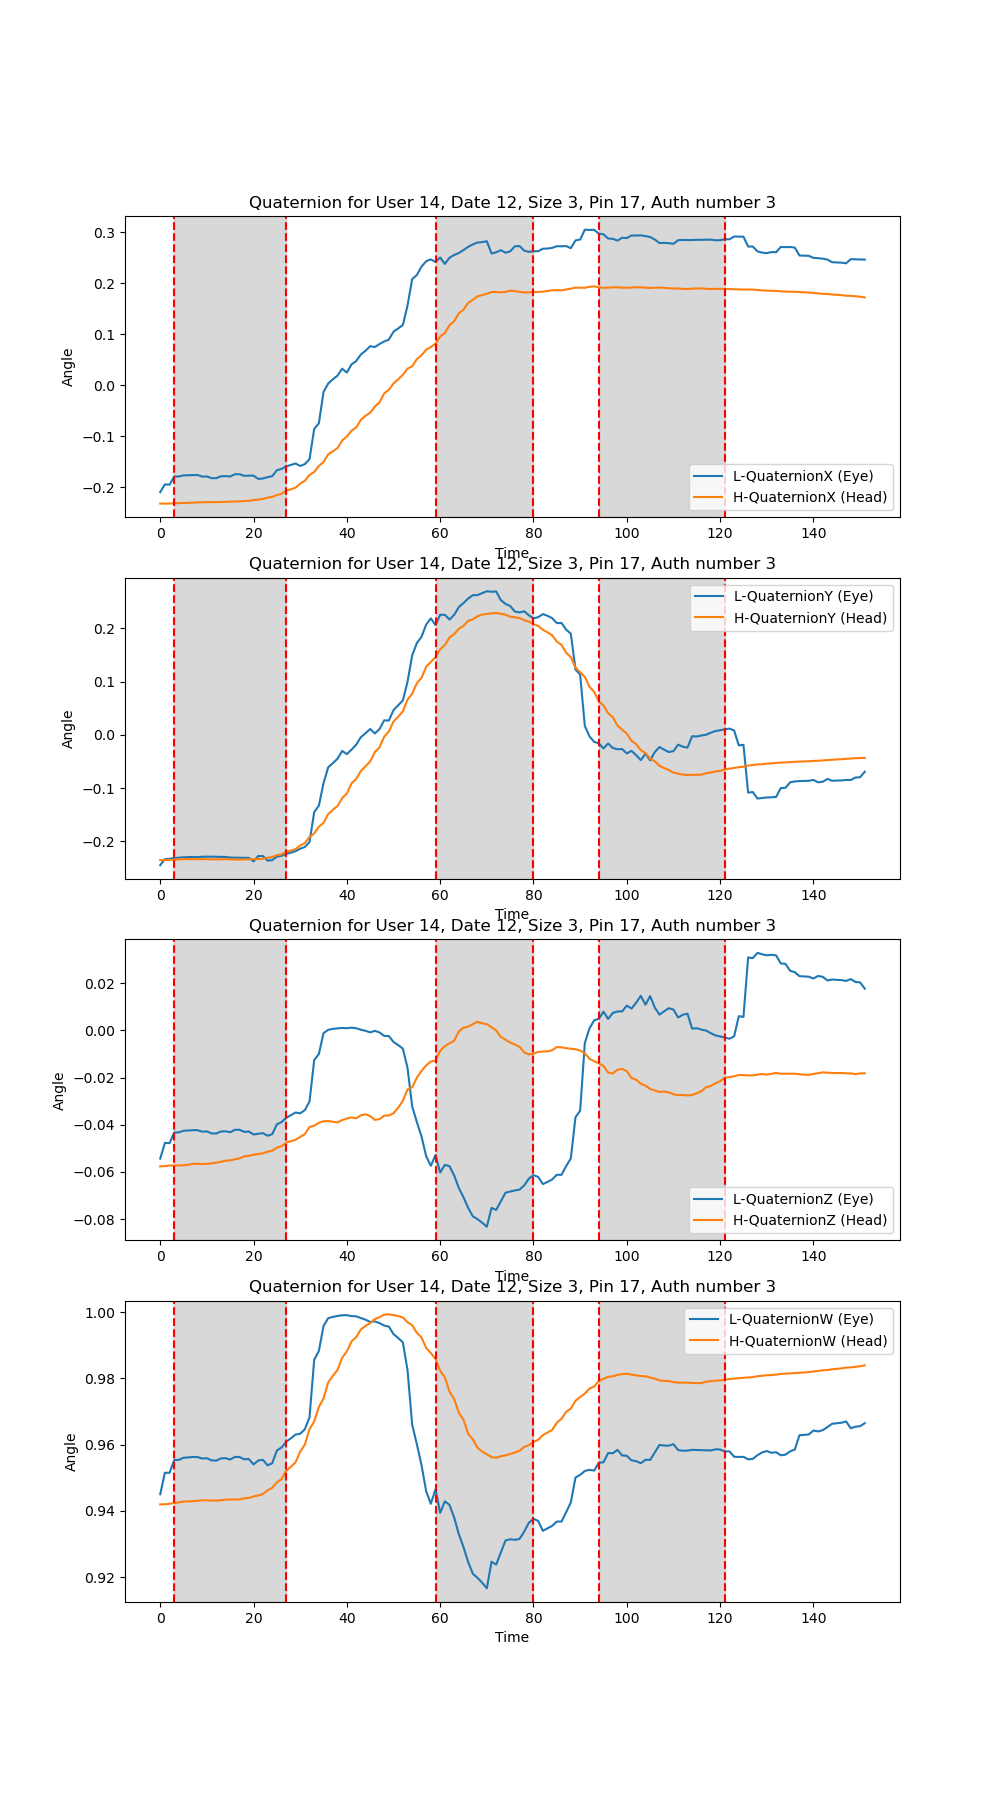 Quaternion for User 14, Date 12, Size 3, Pin 17, Auth number 3
0.3
0.2
0.1
0.0
−0.1
−0.2
Angle
L-QuaternionX (Eye)
H-QuaternionX (Head)
0 20 40 60 80 100 120 140
Time
Quaternion for User 14, Date 12, Size 3, Pin 17, Auth number 3
0.2
0.1
0.0
−0.1
−0.2
Angle
L-QuaternionY (Eye)
H-QuaternionY (Head)
0 20 40 60 80 100 120 140
Time
Quaternion for User 14, Date 12, Size 3, Pin 17, Auth number 3
0.02
0.00
−0.02
−0.04
−0.06
−0.08
Angle
L-QuaternionZ (Eye)
H-QuaternionZ (Head)
0 20 40 60 80 100 120 140
Time
Quaternion for User 14, Date 12, Size 3, Pin 17, Auth number 3
1.00
0.98
0.96
0.94
0.92
Angle
L-QuaternionW (Eye)
H-QuaternionW (Head)
0 20 40 60 80 100 120 140
Time